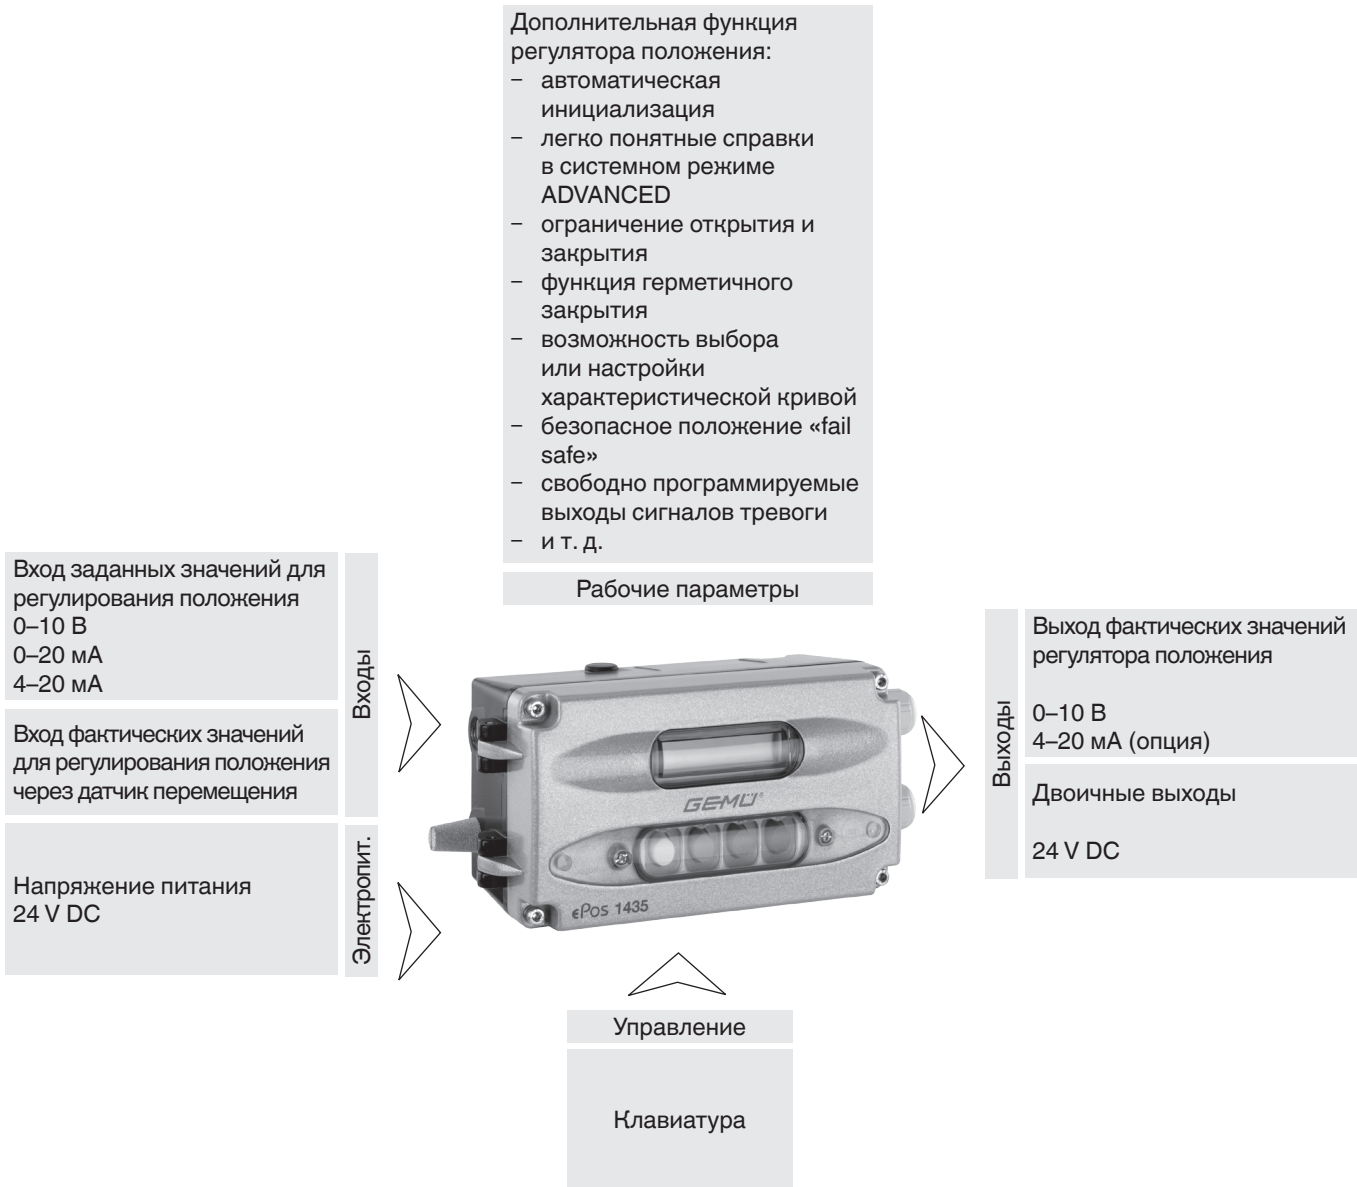 Дополнительная функция
регулятора положения:
– автоматическая
инициализация
– легко понятные справки
в системном режиме
ADVANCED
– ограничение открытия и
закрытия
– функция герметичного
закрытия
– возможность выбора
или настройки
характеристической кривой
– безопасное положение «fail
safe»
– свободно программируемые
выходы сигналов тревоги
– и т. д.
Рабочие параметры
Вход заданных значений для
регулирования положения
0–10 В
0–20 мА
4–20 мА
Вход фактических значений
для регулирования положения
через датчик перемещения
Входы
Напряжение питания
24 V DC
Электропит.
GEMÜ®
ePos 1435
Выходы
Выход фактических значений
регулятора положения
0–10 В
4–20 мА (опция)
Двоичные выходы
24 V DC
Управление
Клавиатура